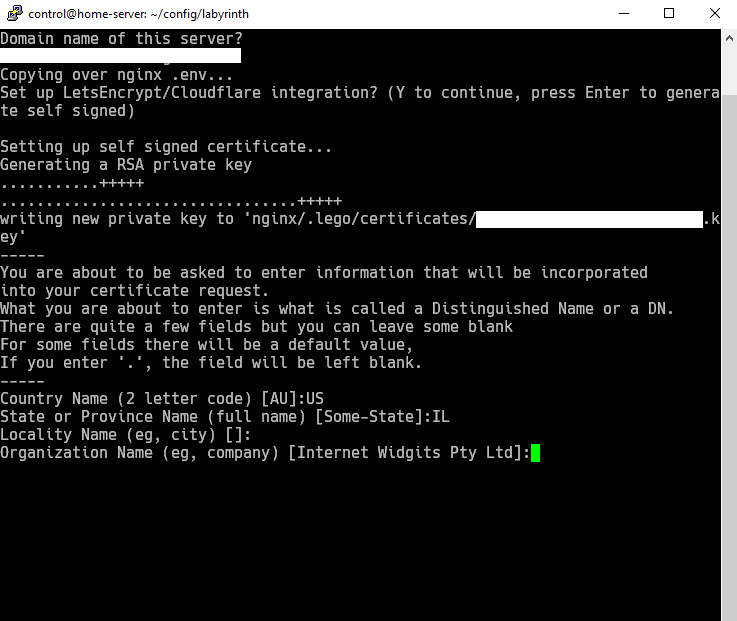 control@home-server: ~/config/labyrinth
Domain name of this server?
Copying over nginx .env...
Set up LetsEncrypt/Cloudflare integration? (Y to continue, press Enter to genera
te self signed)
Setting up self signed certificate...
Generating a RSA private key
...........+++++
.................................+++++
writing new private key to 'nginx/.lego/certificates/ .k
ey'
-----
You are about to be asked to enter information that will be incorporated
into your certificate request.
What you are about to enter is what is called a Distinguished Name or a DN.
There are quite a few fields but you can leave some blank
For some fields there will be a default value,
If you enter '.', the field will be left blank.
-----
Country Name (2 letter code) [AU]:US
State or Province Name (full name) [Some-State]:IL
Locality Name (eg, city) []:
Organization Name (eg, company) [Internet Widgits Pty Ltd]: